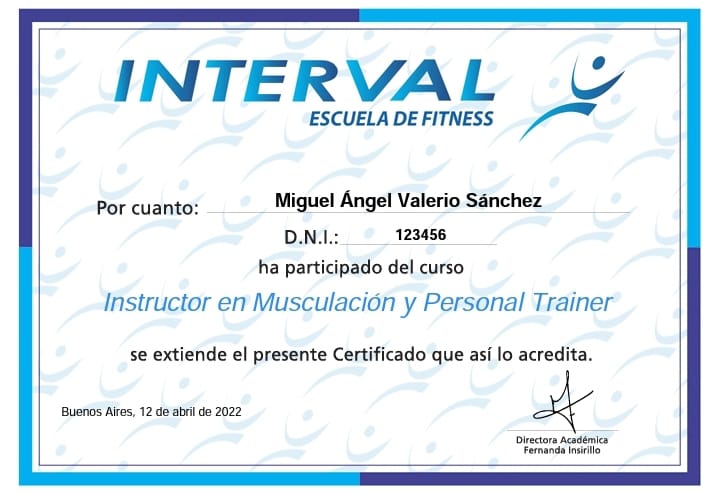 INTERVAL
ESCUELA DE FITNESS
Por cuanto: Miguel Ángel Valerio Sánchez
D.N.I.: 123456
ha participado del curso
Instructor en Musculación y Personal Trainer
se extiende el presente Certificado que así lo acredita.
Buenos Aires, 12 de abril de 2022
Directora Académica
Fernanda Insirillo